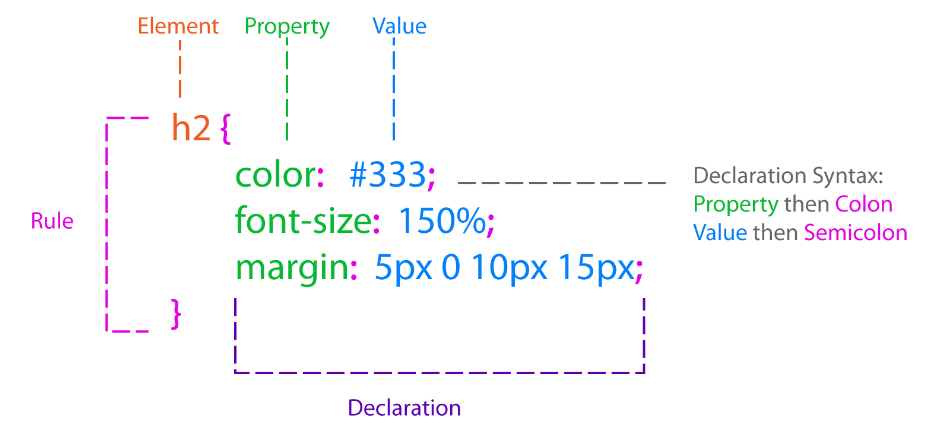 Element Property Value
h2 {
color: #333;
font-size: 150%;
margin: 5px 0 10px 15px;
}
Rule
Declaration Syntax:
Property then Colon
Value then Semicolon
Declaration